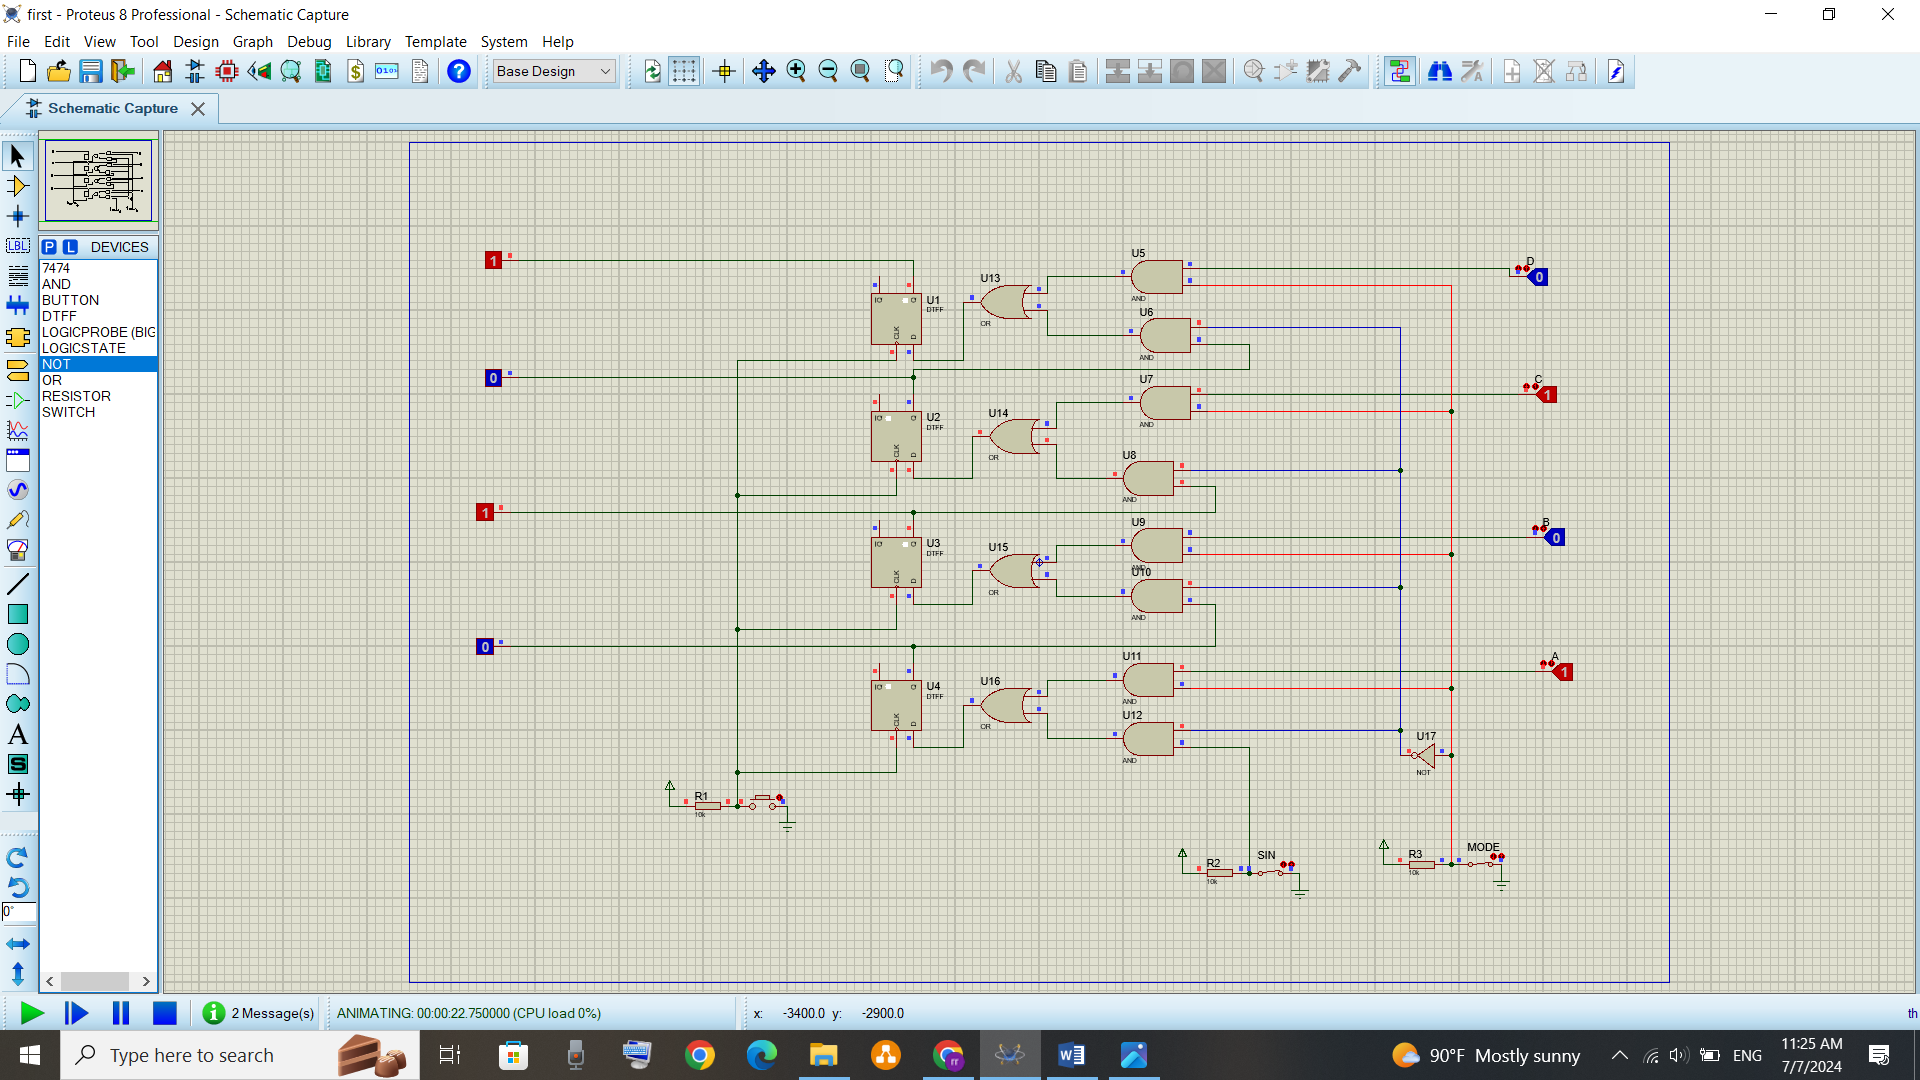 first - Proteus 8 Professional - Schematic Capture
File Edit View Tool Design Graph Debug Library Template System Help
Base Design
Schematic Capture
P L DEVICES
7474
AND
BUTTON
DTFF
LOGICPROBE (BIG
LOGICSTATE
NOT
OR
RESISTOR
SWITCH
LBL
A
S
0°
1
0
1
0
U1
DTFF
CLK
D
Q
U2
DTFF
CLK
D
Q
U3
DTFF
CLK
D
Q
U4
DTFF
CLK
D
Q
U13
OR
U14
OR
U15
OR
U16
OR
U5
AND
U6
AND
U7
AND
U8
AND
U9
U10
AND
U11
AND
U12
AND
U17
NOT
D
0
C
1
B
0
A
1
R1
10k
R2
10k
SIN
R3
10k
MODE
2 Message(s)
ANIMATING: 00:00:22.750000 (CPU load 0%)
x: -3400.0 y: -2900.0
th
Type here to search
90°F Mostly sunny
ENG
11:25 AM
7/7/2024